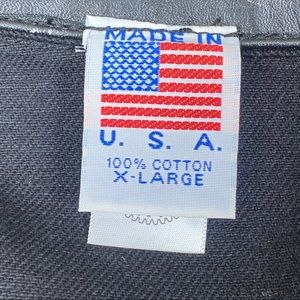 MADE IN
U. S. A.
100% COTTON
X-LARGE